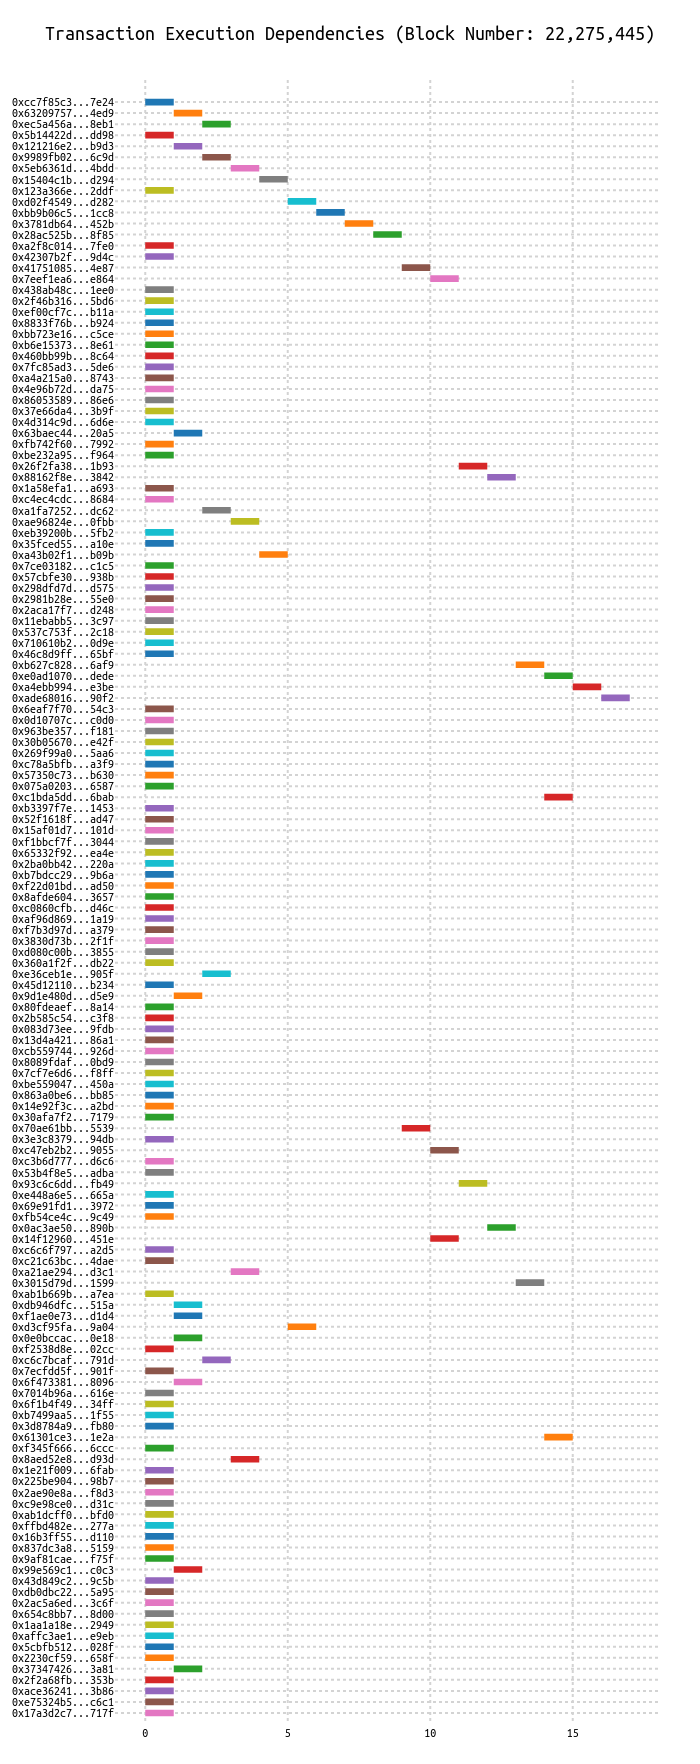 Transaction Execution Dependencies (Block Number: 22,275,445)
0xcc7f85c3...7e24
0x63209757...4ed9
0xec5a456a...8eb1
0x5b14422d...dd98
0x121216e2...b9d3
0x9989fb02...6c9d
0x5eb6361d...4bdd
0x15404c1b...d294
0x123a366e...2ddf
0xd02f4549...d282
0xbb9b06c5...1cc8
0x3781db64...452b
0x28ac525b...8f85
0xa2f8c014...7fe0
0x42307b2f...9d4c
0x41751085...4e87
0x7eef1ea6...e864
0x438ab48c...1ee0
0x2f46b316...5bd6
0xef00cf7c...b11a
0x8833f76b...b924
0xbb723e16...c5ce
0xb6e15373...8e61
0x460bb99b...8c64
0x7fc85ad3...5de6
0xa4a215a0...8743
0x4e96b72d...da75
0x86053589...86e6
0x37e66da4...3b9f
0x4d314c9d...6d6e
0x63baec44...20a5
0xfb742f60...7992
0xbe232a95...f964
0x26f2fa38...1b93
0x88162f8e...3842
0x1a58efa1...a693
0xc4ec4cdc...8684
0xa1fa7252...dc62
0xae96824e...0fbb
0xeb39200b...5fb2
0x35fced55...a10e
0xa43b02f1...b09b
0x7ce03182...c1c5
0x57cbfe30...938b
0x298dfd7d...d575
0x2981b28e...55e0
0x2aca17f7...d248
0x11ebabb5...3c97
0x537c753f...2c18
0x710610b2...0d9e
0x46c8d9ff...65bf
0xb627c828...6af9
0xe0ad1070...dede
0xa4ebb994...e3be
0xade68016...90f2
0x6eaf7f70...54c3
0x0d10707c...c0d0
0x963be357...f181
0x30b05670...e42f
0x269f99a0...5aa6
0xc78a5bfb...a3f9
0x57350c73...b630
0x075a0203...6587
0xc1bda5dd...6bab
0xb3397f7e...1453
0x52f1618f...ad47
0x15af01d7...101d
0xf1bbcf7f...3044
0x65332f92...ea4e
0x2ba0bb42...220a
0xb7bdcc29...9b6a
0xf22d01bd...ad50
0x8afde604...3657
0xc0860cfb...d46c
0xaf96d869...1a19
0xf7b3d97d...a379
0x3830d73b...2f1f
0xd080c00b...3855
0x360a1f2f...db22
0xe36ceb1e...905f
0x45d12110...b234
0x9d1e480d...d5e9
0x80fdeaef...8a14
0x2b585c54...c3f8
0x083d73ee...9fdb
0x13d4a421...86a1
0xcb559744...926d
0x8089fdaf...0bd9
0x7cf7e6d6...f8ff
0xbe559047...450a
0x863a0be6...bb85
0x14e92f3c...a2bd
0x30afa7f2...7179
0x70ae61bb...5539
0x3e3c8379...94db
0xc47eb2b2...9055
0xc3b6d777...d6c6
0x53b4f8e5...adba
0x93c6c6dd...fb49
0xe448a6e5...665a
0x69e91fd1...3972
0xfb54ce4c...9c49
0x0ac3ae50...890b
0x14f12960...451e
0xc6c6f797...a2d5
0xc21c63bc...4dae
0xa21ae294...d3c1
0x3015d79d...1599
0xab1b669b...a7ea
0xdb946dfc...515a
0xf1ae0e73...d1d4
0xd3cf95fa...9a04
0x0e0bccac...0e18
0xf2538d8e...02cc
0xc6c7bcaf...791d
0x7ecfdd5f...901f
0x6f473381...8096
0x7014b96a...616e
0x6f1b4f49...34ff
0xb7499aa5...1f55
0x3d8784a9...fb80
0x61301ce3...1e2a
0xf345f666...6ccc
0x8aed52e8...d93d
0x1e21f009...6fab
0x225be904...98b7
0x2ae90e8a...f8d3
0xc9e98ce0...d31c
0xab1dcff0...bfd0
0xffbd482e...277a
0x16b3ff55...d110
0x837dc3a8...5159
0x9af81cae...f75f
0x99e569c1...c0c3
0x43d849c2...9c5b
0xdb0dbc22...5a95
0x2ac5a6ed...3c6f
0x654c8bb7...8d00
0x1aa1a18e...2949
0xaffc3ae1...e9eb
0x5cbfb512...028f
0x2230cf59...658f
0x37347426...3a81
0x2f2a68fb...353b
0xace36241...3b86
0xe75324b5...c6c1
0x17a3d2c7...717f
0 5 10 15